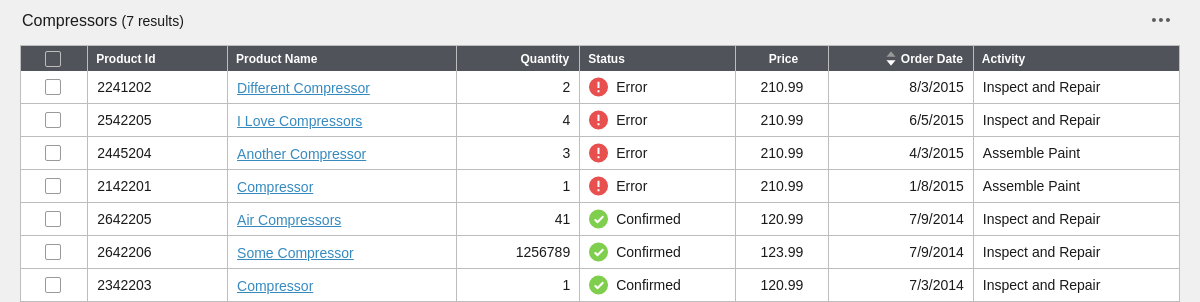 Compressors (7 results)
Product Id Product Name Quantity Status Price Order Date Activity
2241202 Different Compressor 2 Error 210.99 8/3/2015 Inspect and Repair
2542205 I Love Compressors 4 Error 210.99 6/5/2015 Inspect and Repair
2445204 Another Compressor 3 Error 210.99 4/3/2015 Assemble Paint
2142201 Compressor 1 Error 210.99 1/8/2015 Assemble Paint
2642205 Air Compressors 41 Confirmed 120.99 7/9/2014 Inspect and Repair
2642206 Some Compressor 1256789 Confirmed 123.99 7/9/2014 Inspect and Repair
2342203 Compressor 1 Confirmed 120.99 7/3/2014 Inspect and Repair